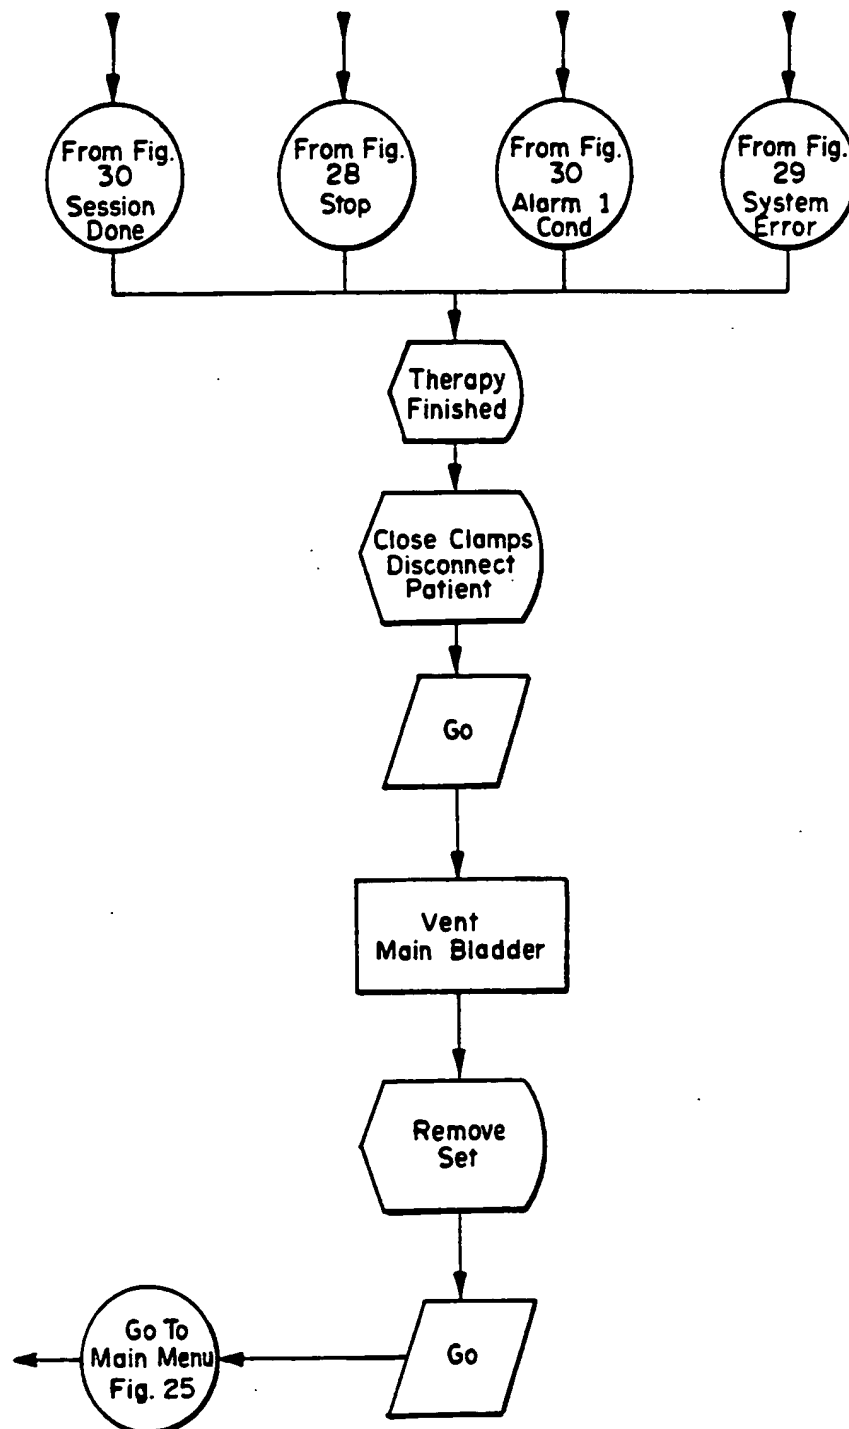 From Fig.
30
Session
Done
From Fig.
28
Stop
From Fig.
30
Alarm 1
Cond
From Fig.
29
System
Error
Therapy
Finished
Close Clamps
Disconnect
Patient
Go
Vent
Main Bladder
Remove
Set
Go
Go To
Main Menu
Fig. 25